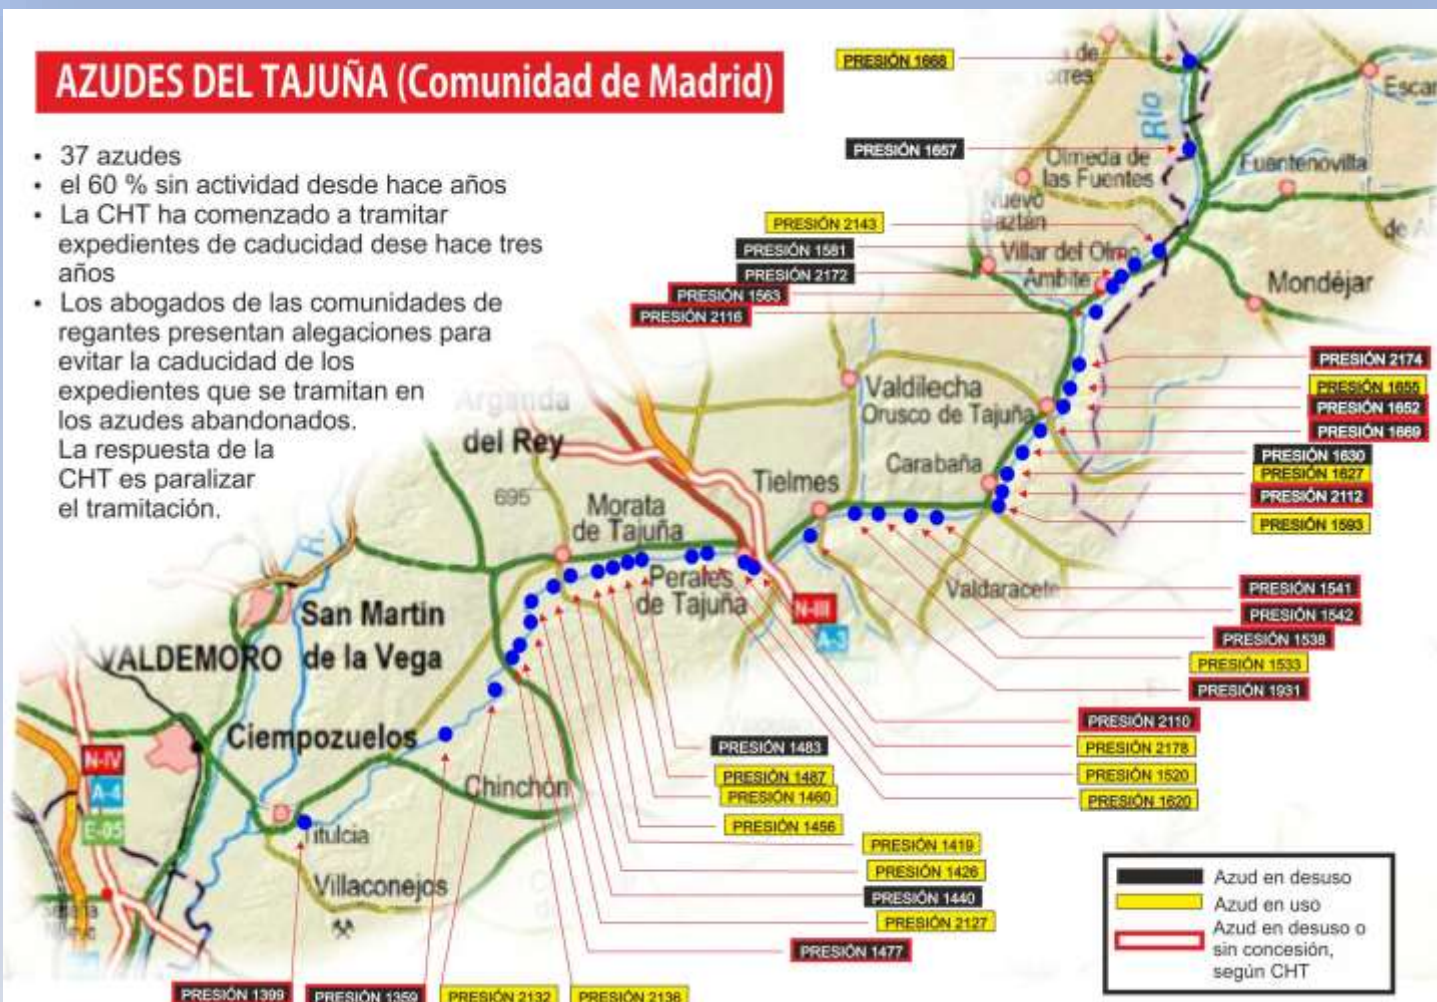 AZUDES DEL TAJUÑA (Comunidad de Madrid)
• 37 azudes
• el 60 % sin actividad desde hace años
• La CHT ha comenzado a tramitar
expedientes de caducidad dese hace tres
años
• Los abogados de las comunidades de
regantes presentan alegaciones para
evitar la caducidad de los
expedientes que se tramitan en
los azudes abandonados.
La respuesta de la
CHT es paralizar
el tramitación.
PRESIÓN 1668
PRESIÓN 1657
PRESIÓN 2143
PRESIÓN 1581
PRESIÓN 2172
PRESIÓN 1563
PRESIÓN 2116
PRESIÓN 2174
PRESIÓN 1655
PRESIÓN 1652
PRESIÓN 1669
PRESIÓN 1630
PRESIÓN 1627
PRESIÓN 2112
PRESIÓN 1593
PRESIÓN 1541
PRESIÓN 1542
PRESIÓN 1538
PRESIÓN 1533
PRESIÓN 1931
PRESIÓN 2110
PRESIÓN 2178
PRESIÓN 1520
PRESIÓN 1620
PRESIÓN 1483
PRESIÓN 1487
PRESIÓN 1460
PRESIÓN 1456
PRESIÓN 1419
PRESIÓN 1426
PRESIÓN 1440
PRESIÓN 2127
PRESIÓN 1477
PRESIÓN 1399
PRESIÓN 1359
PRESIÓN 2132
PRESIÓN 2136
de
Río
Olmeda de
las Fuentes
Fuentenovilla
Nuevo
Baztán
Villar del Olmo
Ambite
Mondéjar
Valdilecha
Orusco de Tajuña
Carabaña
Arganda
del Rey
695
Tielmes
Morata
de Tajuña
Perales
de Tajuña
Valdaracete
N-III
A-3
R.
San Martin
de la Vega
VALDEMORO
Ciempozuelos
N-IV
A-4
E-05
Chinchón
Titulcia
Villaconejos
Azud en desuso
Azud en uso
Azud en desuso o
sin concesión,
según CHT